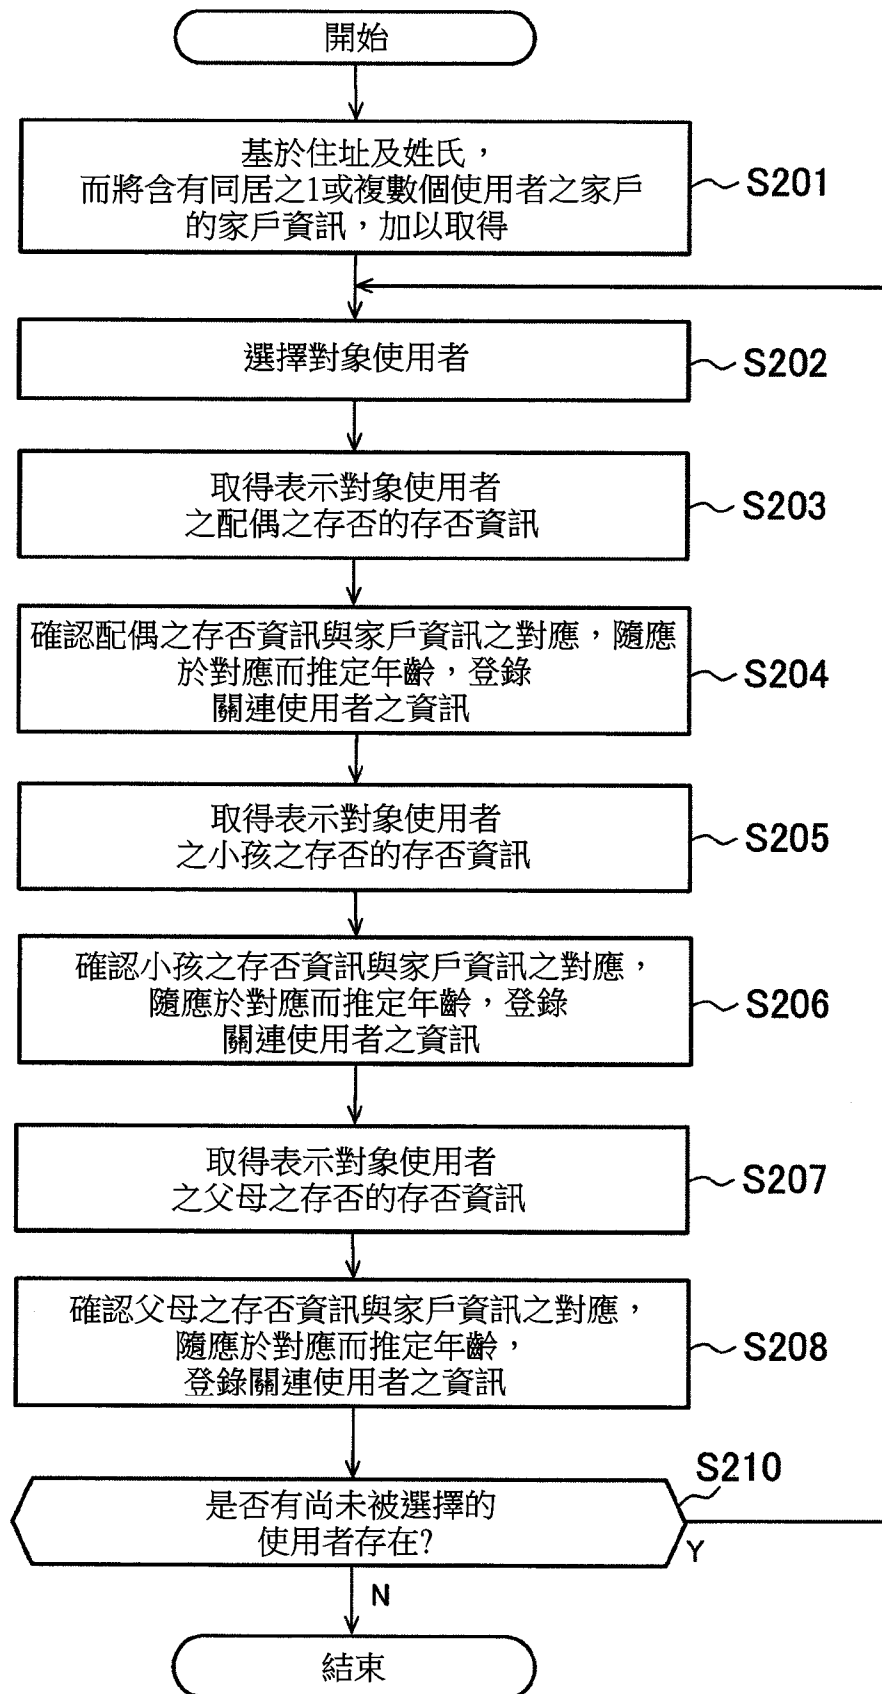 開始
基於住址及姓氏，
而將含有同居之1或複數個使用者之家戶
的家戶資訊，加以取得
S201
選擇對象使用者
S202
取得表示對象使用者
之配偶之存否的存否資訊
S203
確認配偶之存否資訊與家戶資訊之對應，隨應
於對應而推定年齡，登錄
關連使用者之資訊
S204
取得表示對象使用者
之小孩之存否的存否資訊
S205
確認小孩之存否資訊與家戶資訊之對應，
隨應於對應而推定年齡，登錄
關連使用者之資訊
S206
取得表示對象使用者
之父母之存否的存否資訊
S207
確認父母之存否資訊與家戶資訊之對應，
隨應於對應而推定年齡，
登錄關連使用者之資訊
S208
S210
是否有尚未被選擇的
使用者存在?
Y
N
結束